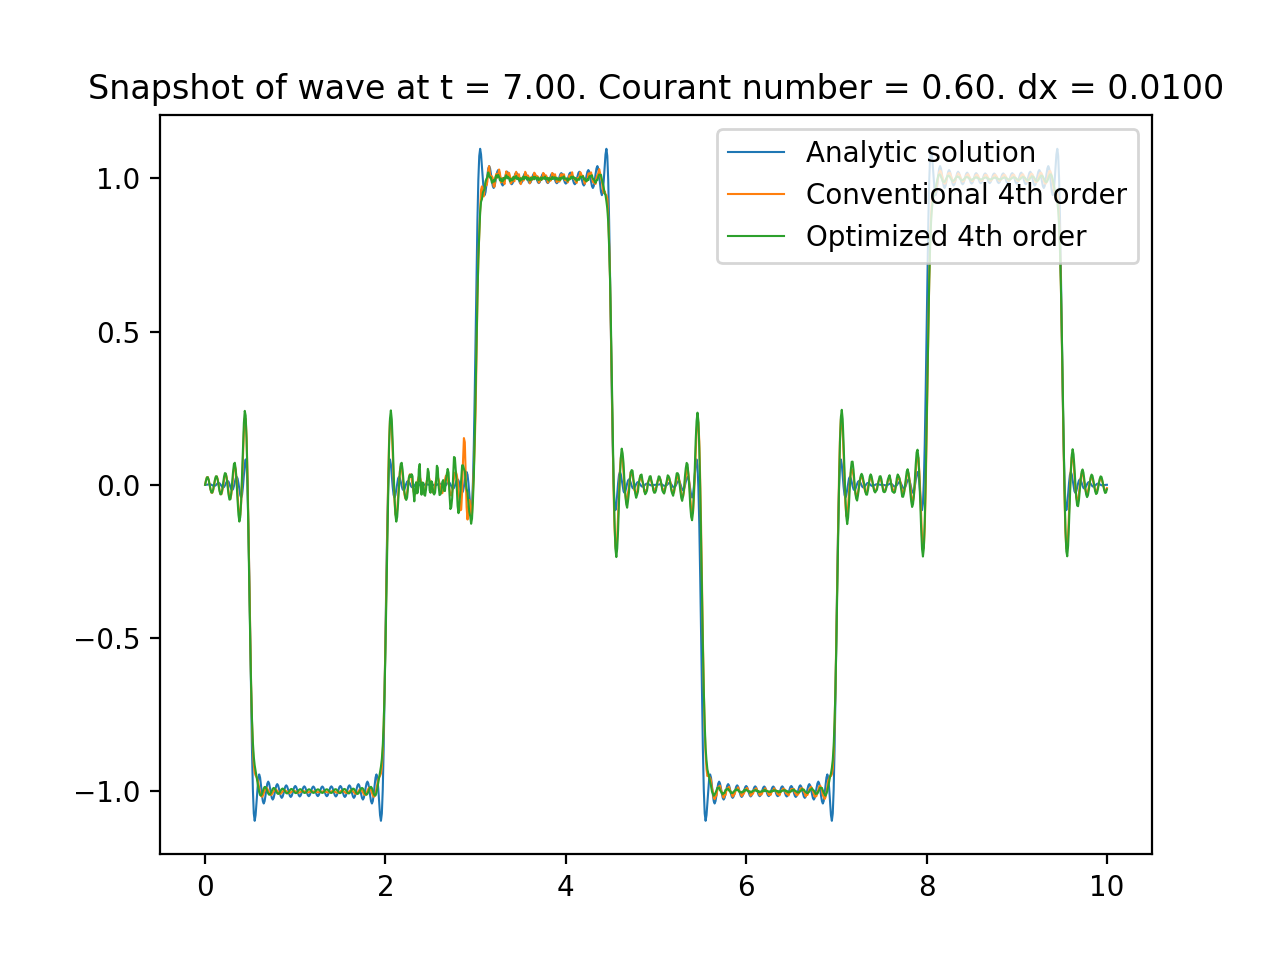 Snapshot of wave at t = 7.00. Courant number = 0.60. dx = 0.0100
Analytic solution
Conventional 4th order
Optimized 4th order
1.0
0.5
0.0
−0.5
−1.0
0 2 4 6 8 10